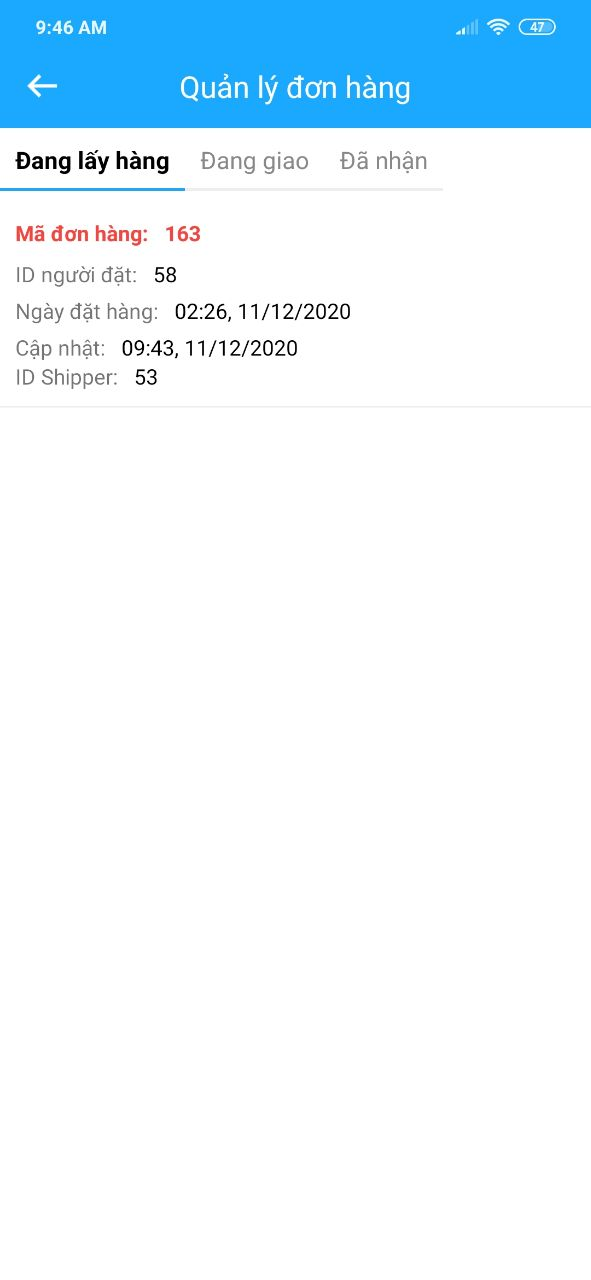 9:46 AM 47
Quản lý đơn hàng
Đang lấy hàng Đang giao Đã nhận
Mã đơn hàng: 163
ID người đặt: 58
Ngày đặt hàng: 02:26, 11/12/2020
Cập nhật: 09:43, 11/12/2020
ID Shipper: 53